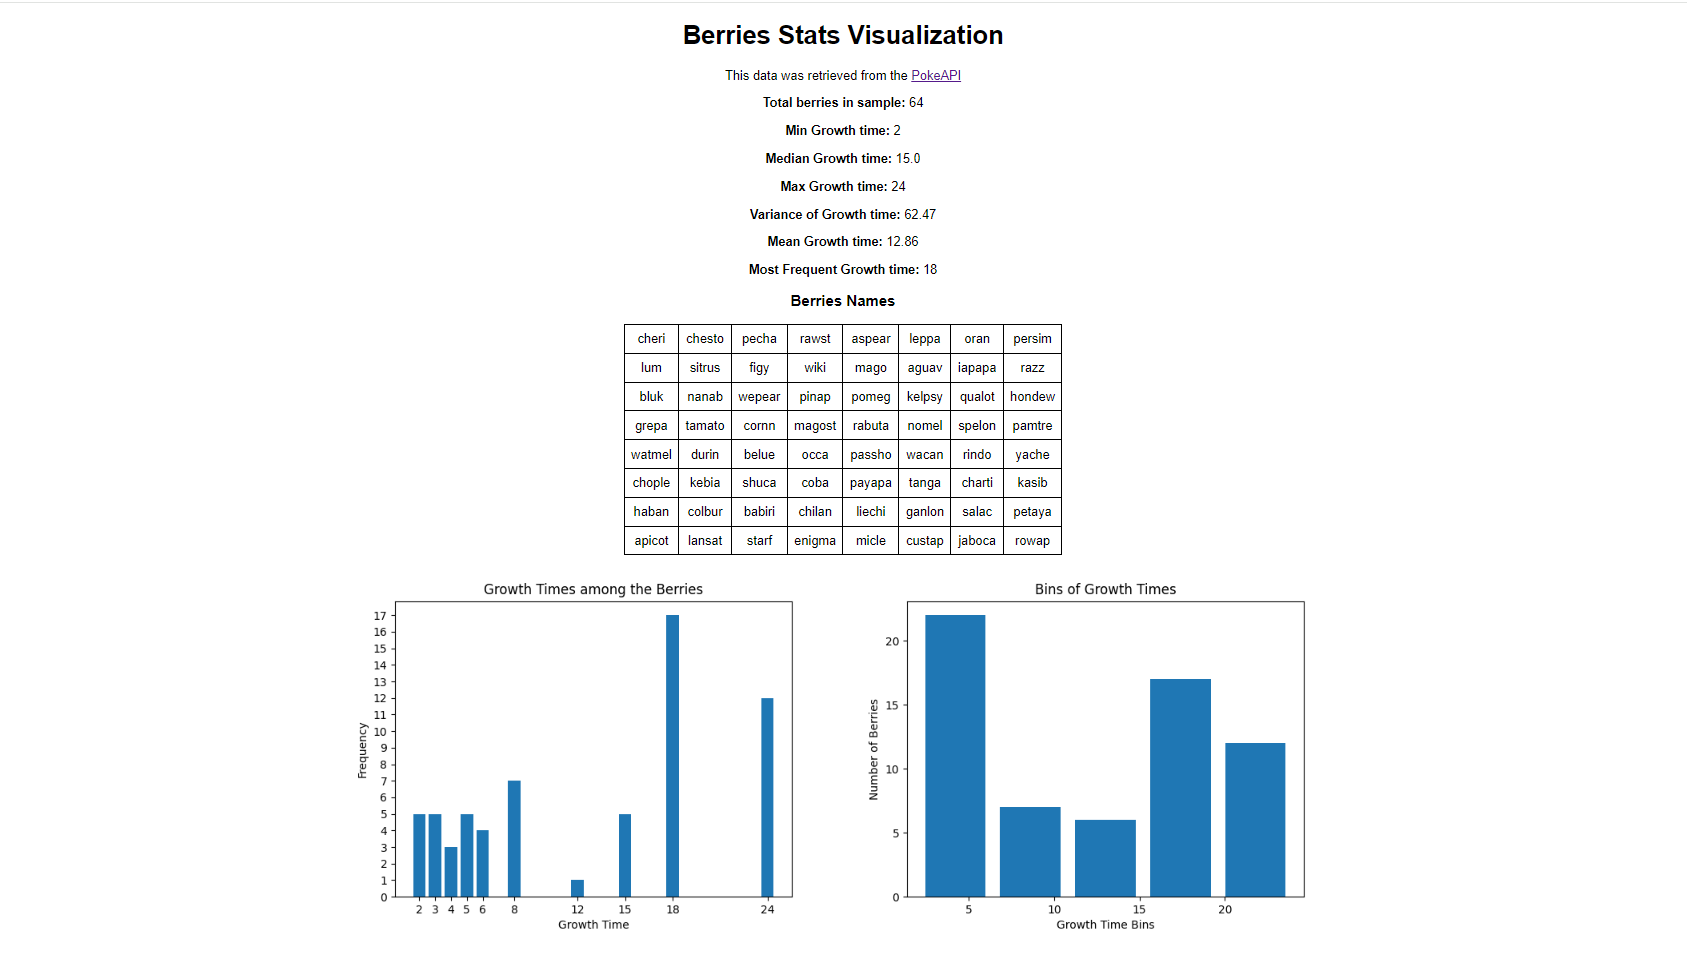 Berries Stats Visualization
This data was retrieved from the PokeAPI
Total berries in sample: 64
Min Growth time: 2
Median Growth time: 15.0
Max Growth time: 24
Variance of Growth time: 62.47
Mean Growth time: 12.86
Most Frequent Growth time: 18
Berries Names
cheri chesto pecha rawst aspear leppa oran persim
lum sitrus figy wiki mago aguav iapapa razz
bluk nanab wepear pinap pomeg kelpsy qualot hondew
grepa tamato cornn magost rabuta nomel spelon pamtre
watmel durin belue occa passho wacan rindo yache
chople kebia shuca coba payapa tanga charti kasib
haban colbur babiri chilan liechi ganlon salac petaya
apicot lansat starf enigma micle custap jaboca rowap
Growth Times among the Berries
17
16
15
14
13
12
11
10
9
8
7
6
5
4
3
2
1
0
Frequency
2 3 4 5 6 8 12 15 18 24
Growth Time
Bins of Growth Times
20
15
10
5
0
Number of Berries
5 10 15 20
Growth Time Bins